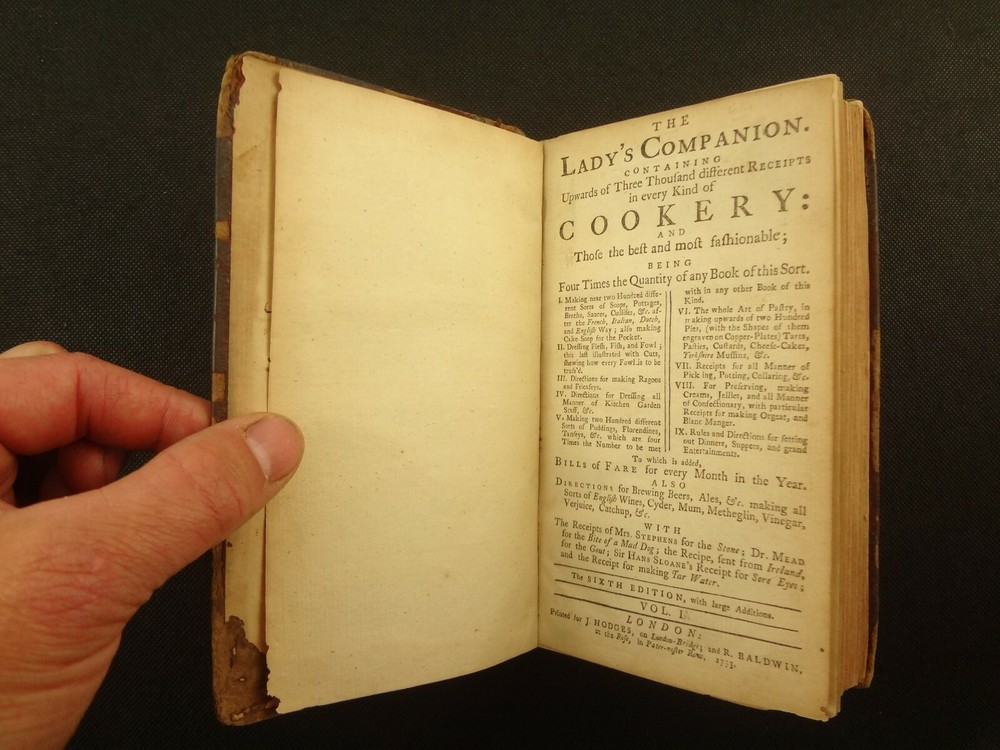 THE
LADY'S COMPANION.
CONTAINING
Upwards of Three Thouſand different RECEIPTS
in every Kind of
COOKERY:
AND
Thoſe the beſt and moſt faſhionable;
BEING
Four Times the Quantity of any Book of this Sort.
I. Making near two Hundred diffe-
rent Sorts of Soups, Pottages,
Broths, Sauces, Culliſes, &c. af-
ter the French, Italian, Dutch,
and Engliſh Way; alſo making
Cake Soop for the Pocket.
II. Dreſſing Fleſh, Fiſh, and Fowl;
this laſt illuſtrated with Cuts,
ſhewing how every Fowl is to be
truſs'd.
III. Directions for making Ragoos
and Fricaſeys.
IV. Directions for Dreſſing all
Manner of Kitchen Garden
Stuff, &c.
V. Making two Hundred different
Sorts of Puddings, Florendines,
Tanſeys, &c. which are four
Times the Number to be met
with in any other Book of this
Kind.
VI. The whole Art of Paſtry, in
making upwards of two Hundred
Pies, (with the Shapes of them
engraven on Copper-Plates) Tarts,
Paſties, Cuſtards, Cheeſe-Cakes,
Yorkſhire Muffins, &c.
VII. Receipts for all Manner of
Pickling, Potting, Collaring, &c.
VIII. For Preſerving, making
Creams, Jellies, and all Manner
of Confectionary, with particular
Receipts for making Orgeat, and
Blanc Manger.
IX. Rules and Directions for ſetting
out Dinners, Suppers, and grand
Entertainments.
To which is added,
BILLS of FARE for every Month in the Year.
ALSO
DIRECTIONS for Brewing Beers, Ales, &c. making all
Sorts of Engliſh Wines, Cyder, Mum, Metheglin, Vinegar,
Verjuice, Catchup, &c.
WITH
The Receipts of Mrs. STEPHENS for the Stone; Dr. MEAD
for the Bite of a Mad Dog; the Recipe, ſent from Ireland,
for the Gout; Sir HANS SLOANE's Receipt for Sore Eyes;
and the Receipt for making Tar Water.
The SIXTH EDITION, with large Additions.
VOL. I.
LONDON:
Printed for J HODGES, on London-Bridge; and R. BALDWIN,
at the Roſe, in Pater-noſter Row, 1753.